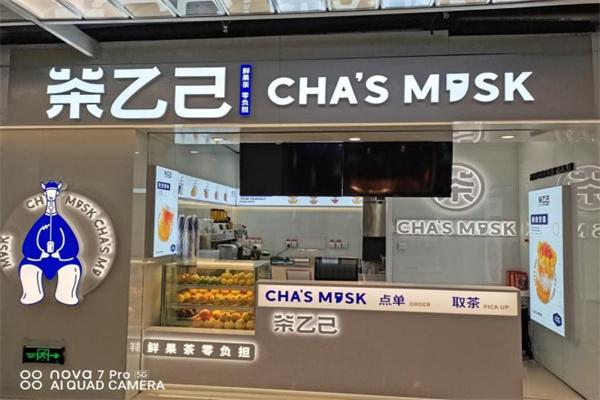 茶乙己
鲜果茶 零负担
CHA'S MUSK
CHA'S MUSK
CHA'S MUSK 点单 ORDER 取茶 PICK UP
茶乙己
鲜果茶零负担
CHA'S MUSK CHA'S MUSK
nova 7 Pro 5G
AI QUAD CAMERA